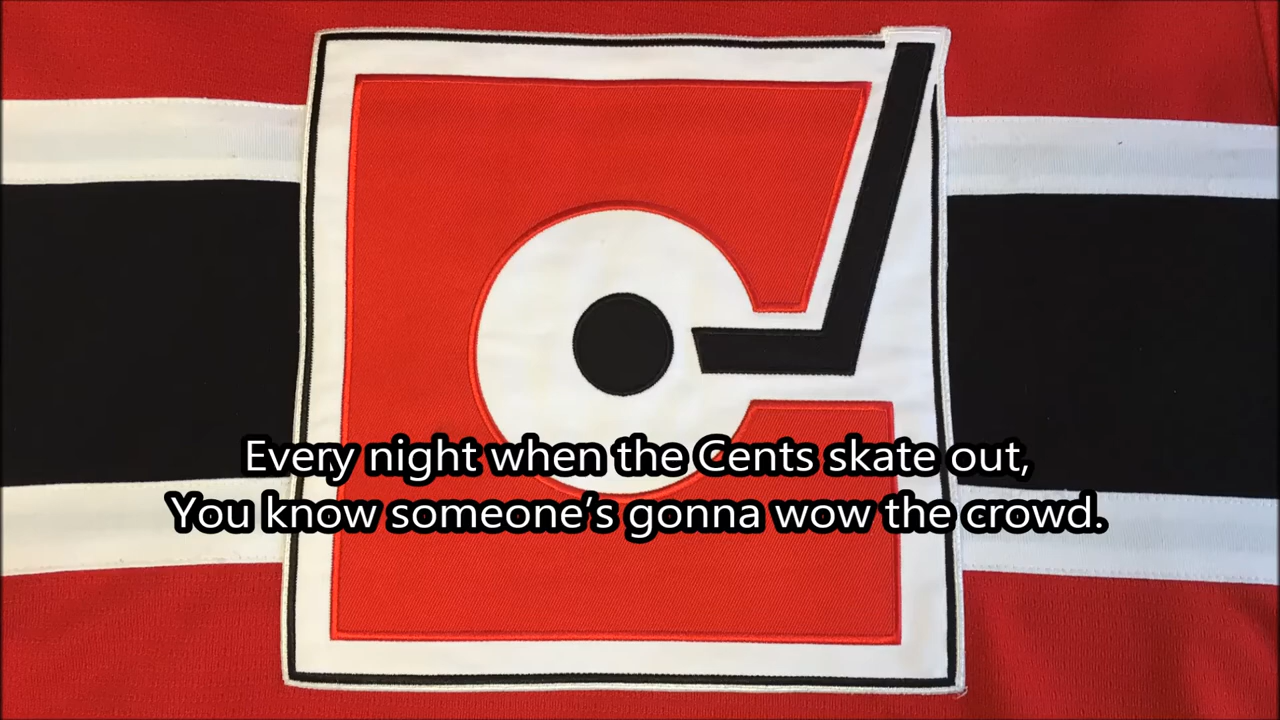 Every night when the Cents skate out,
You know someone’s gonna wow the crowd.